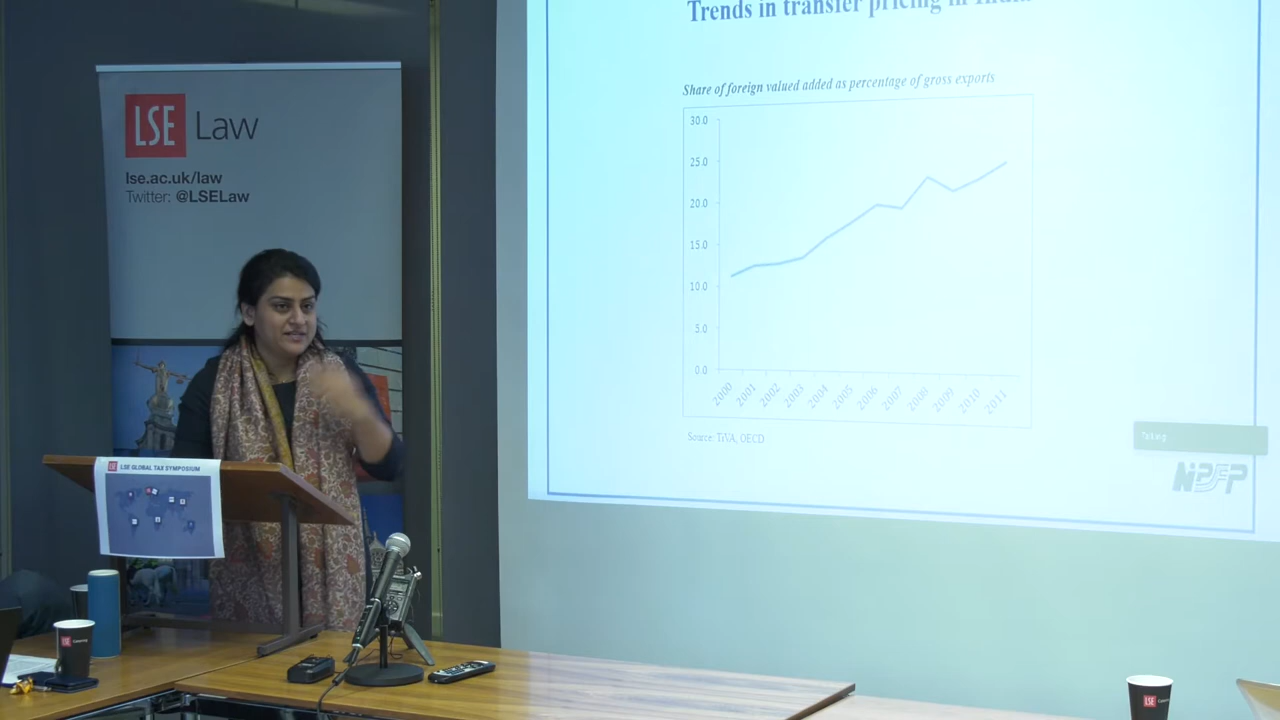 Trends in transfer pricing in
Share of foreign valued added as percentage of gross exports
30.0
25.0
20.0
15.0
10.0
5.0
0.0
2000 2001 2002 2003 2004 2005 2006 2007 2008 2009 2010 2011
Source: TiVA, OECD
Talking:
NIPFP
LSE Law
lse.ac.uk/law
Twitter: @LSELaw
LSE GLOBAL TAX SYMPOSIUM
LSE
LSE